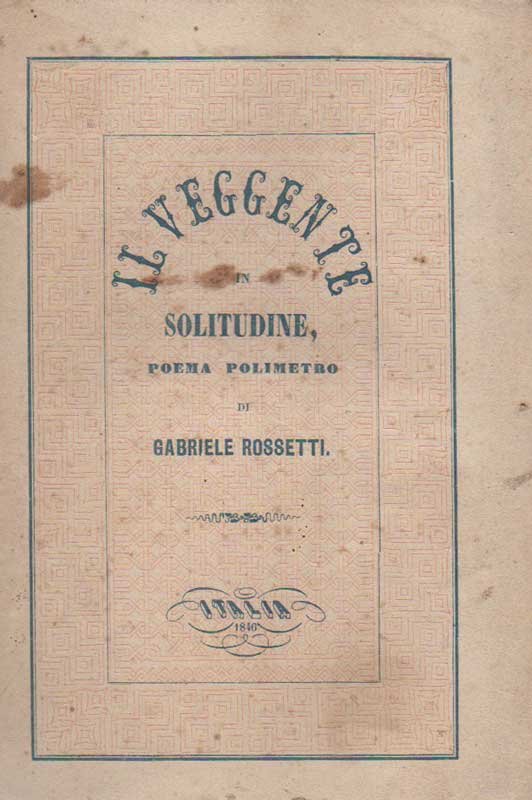 IL VEGGENTE
IN
SOLITUDINE,
POEMA POLIMETRO
DI
GABRIELE ROSSETTI.
ITALIA
1846